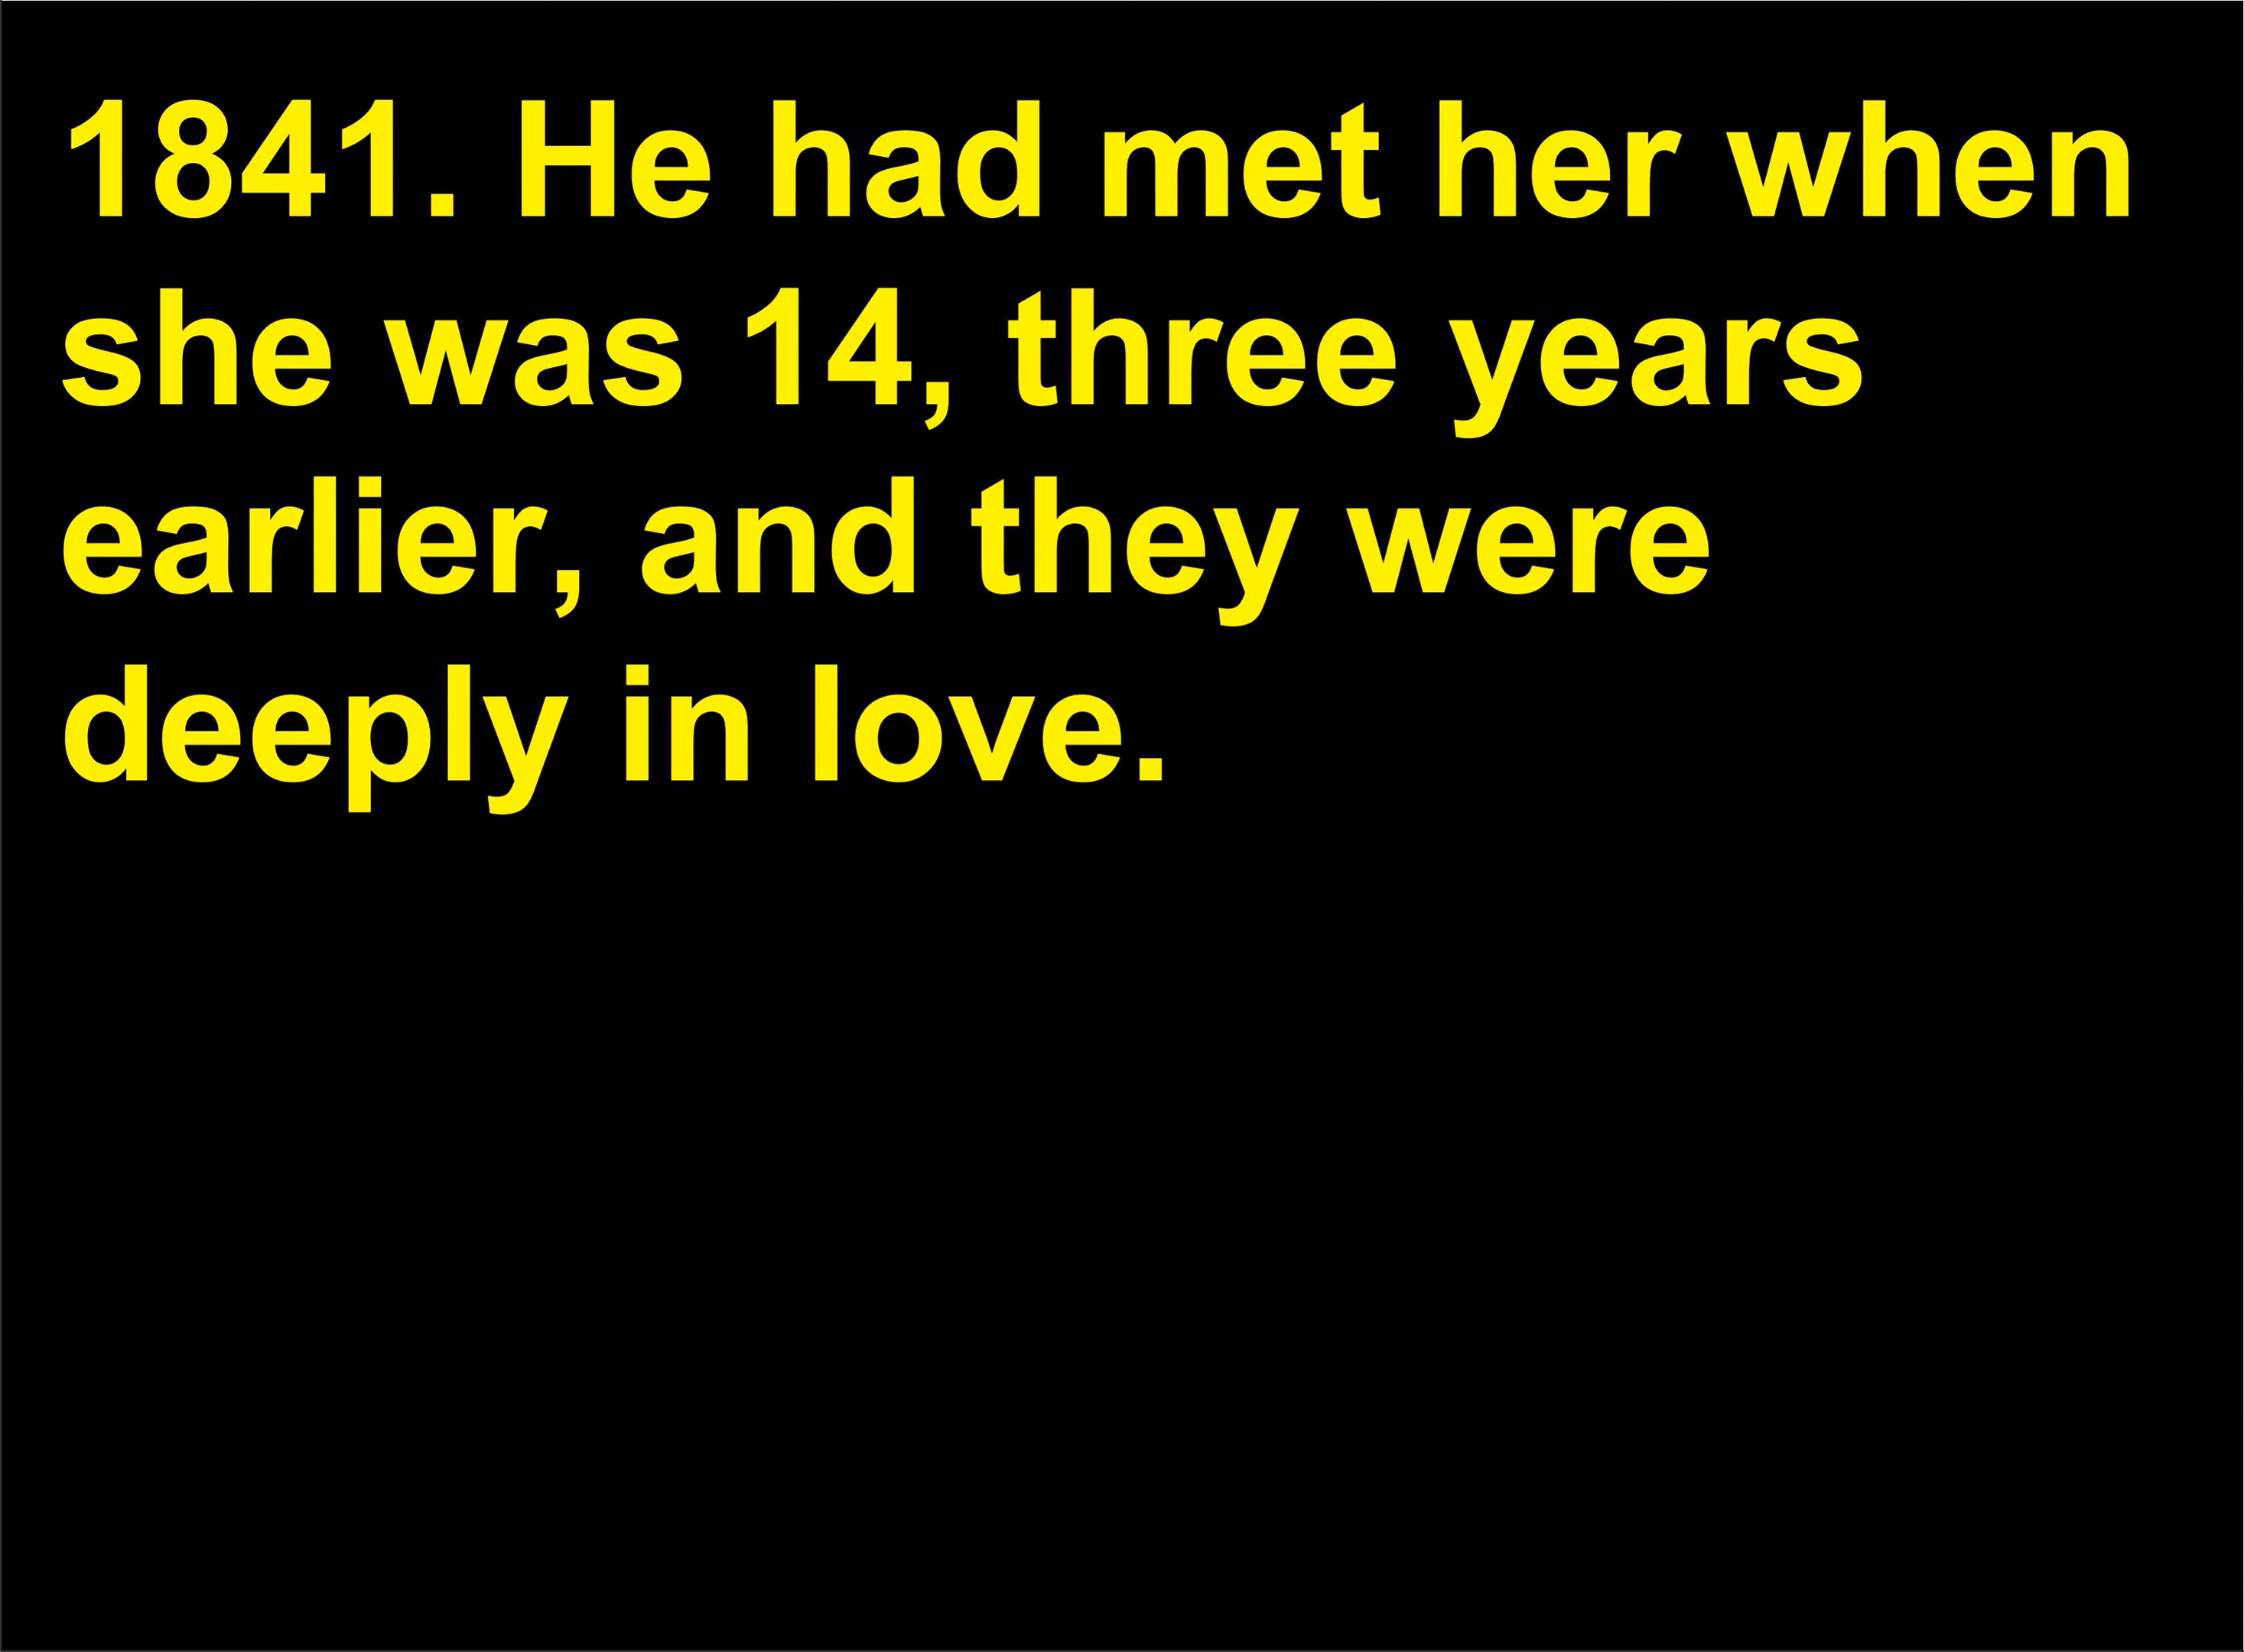 1841. He had met her when
she was 14, three years
earlier, and they were
deeply in love.